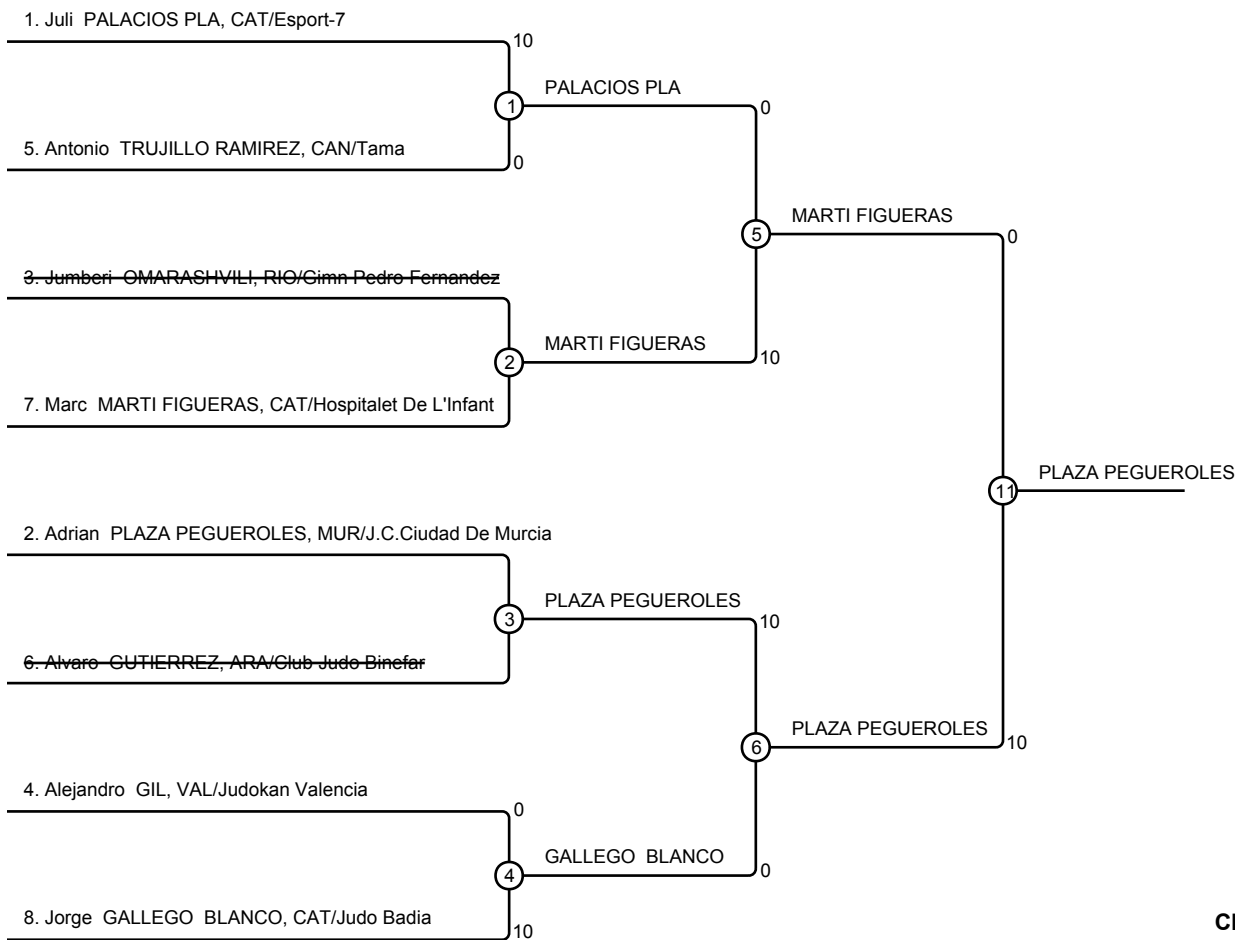 1. Juli PALACIOS PLA, CAT/Esport-7
10
PALACIOS PLA
1
0
5. Antonio TRUJILLO RAMIREZ, CAN/Tama
0
MARTI FIGUERAS
5
0
3. Jumberi OMARASHVILI, RIO/Gimn Pedro Fernandez
MARTI FIGUERAS
2
10
7. Marc MARTI FIGUERAS, CAT/Hospitalet De L'Infant
PLAZA PEGUEROLES
11
2. Adrian PLAZA PEGUEROLES, MUR/J.C.Ciudad De Murcia
PLAZA PEGUEROLES
3
10
6. Alvaro GUTIERREZ, ARA/Club Judo Binefar
PLAZA PEGUEROLES
6
10
4. Alejandro GIL, VAL/Judokan Valencia
0
GALLEGO BLANCO
4
0
8. Jorge GALLEGO BLANCO, CAT/Judo Badia
10